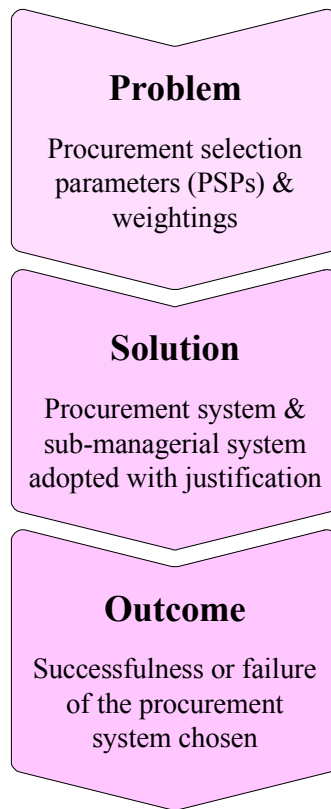 Problem
Procurement selection
parameters (PSPs) &
weightings
Solution
Procurement system &
sub-managerial system
adopted with justification
Outcome
Successfulness or failure
of the procurement
system chosen